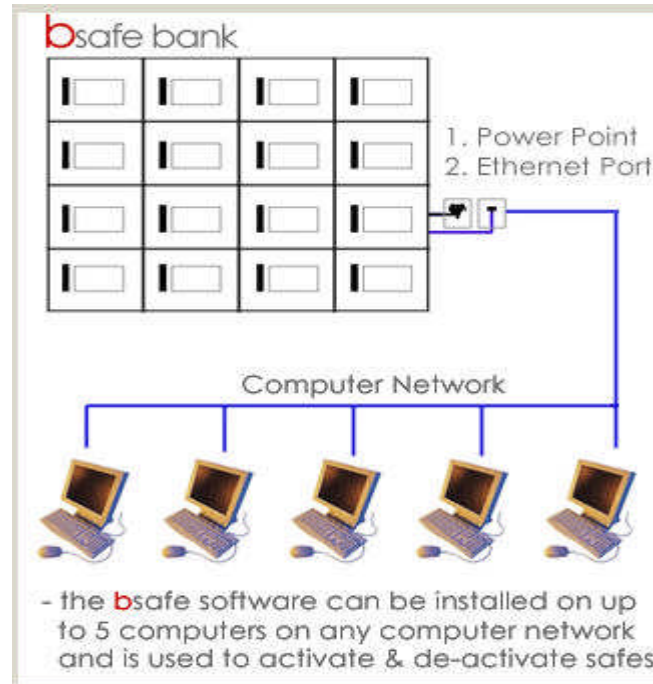 bsafe bank
1. Power Point
2. Ethernet Port
Computer Network
- the bsafe software can be installed on up
to 5 computers on any computer network
and is used to activate & de-activate safes